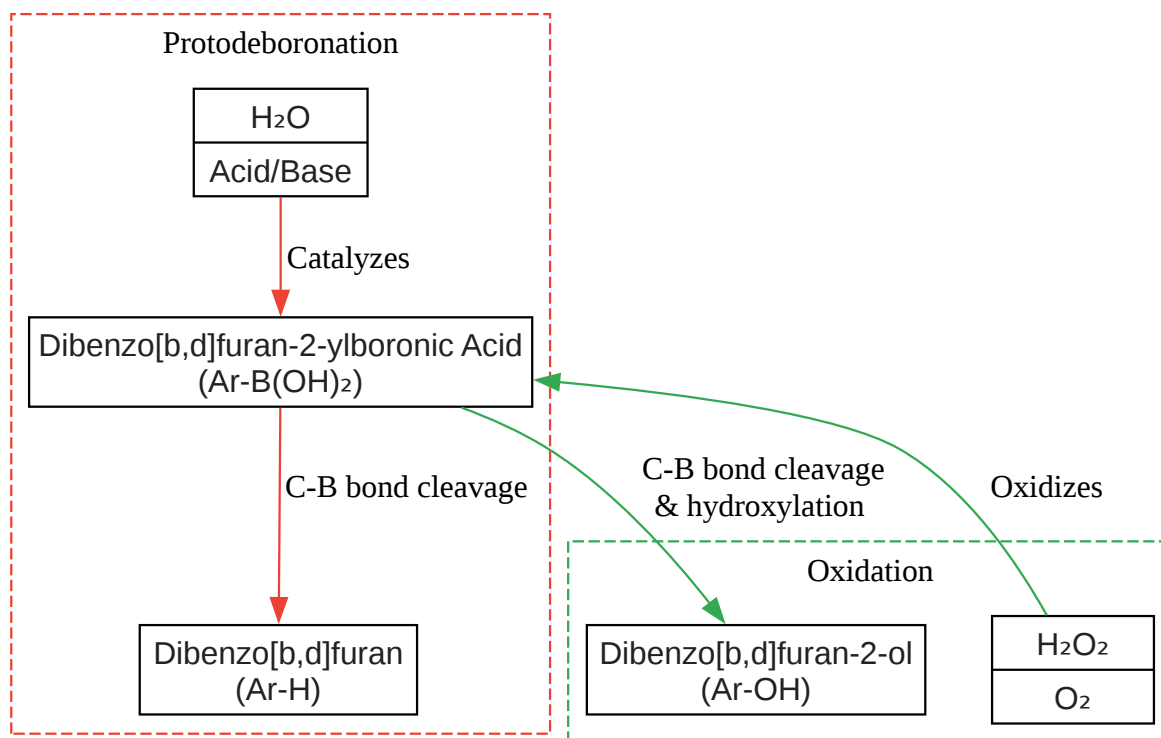 Protodeboronation
H₂O
Acid/Base
Catalyzes
Dibenzo[b,d]furan-2-ylboronic Acid
(Ar-B(OH)₂)
C-B bond cleavage
C-B bond cleavage
& hydroxylation
Oxidizes
Oxidation
Dibenzo[b,d]furan
(Ar-H)
Dibenzo[b,d]furan-2-ol
(Ar-OH)
H₂O₂
O₂